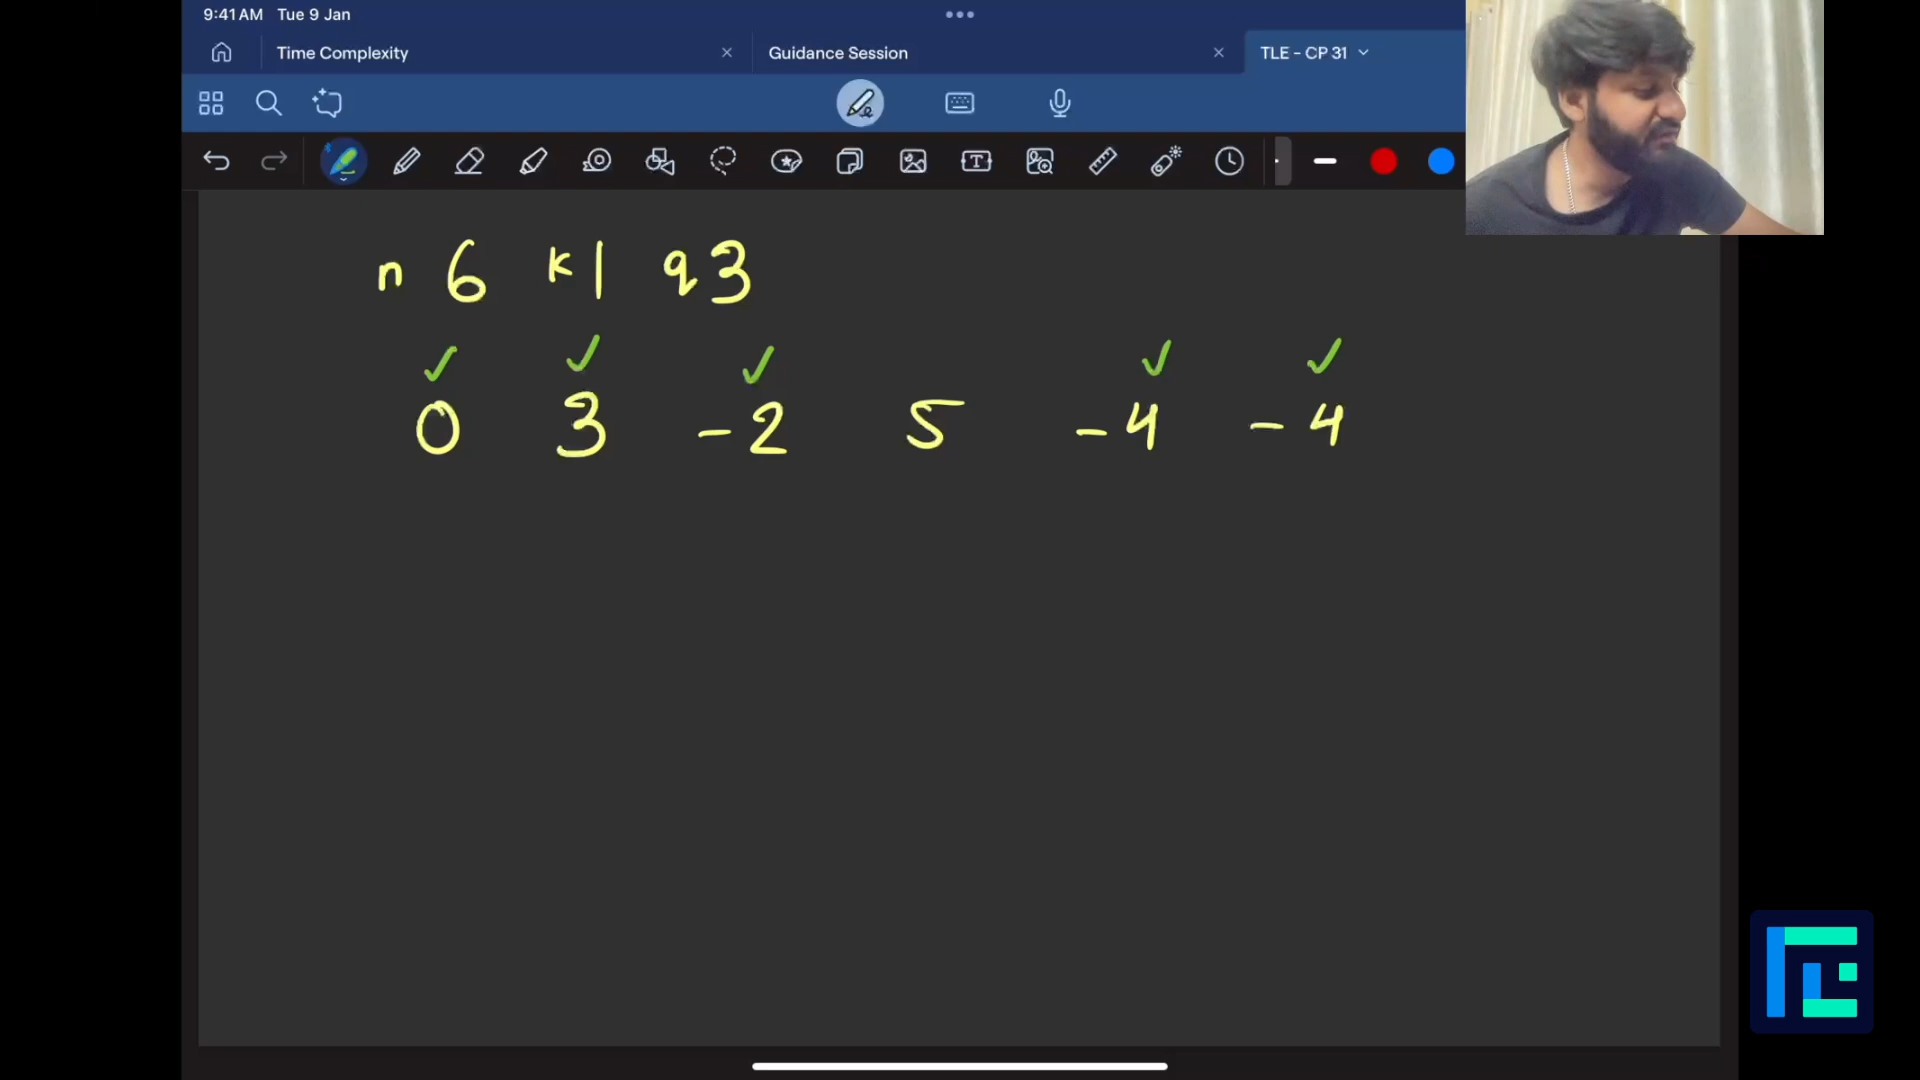 9:41 AM Tue 9 Jan
Time Complexity Guidance Session TLE - CP 31
n 6 k 1 q 3
✓ ✓ ✓ ✓ ✓
0 3 -2 5 -4 -4